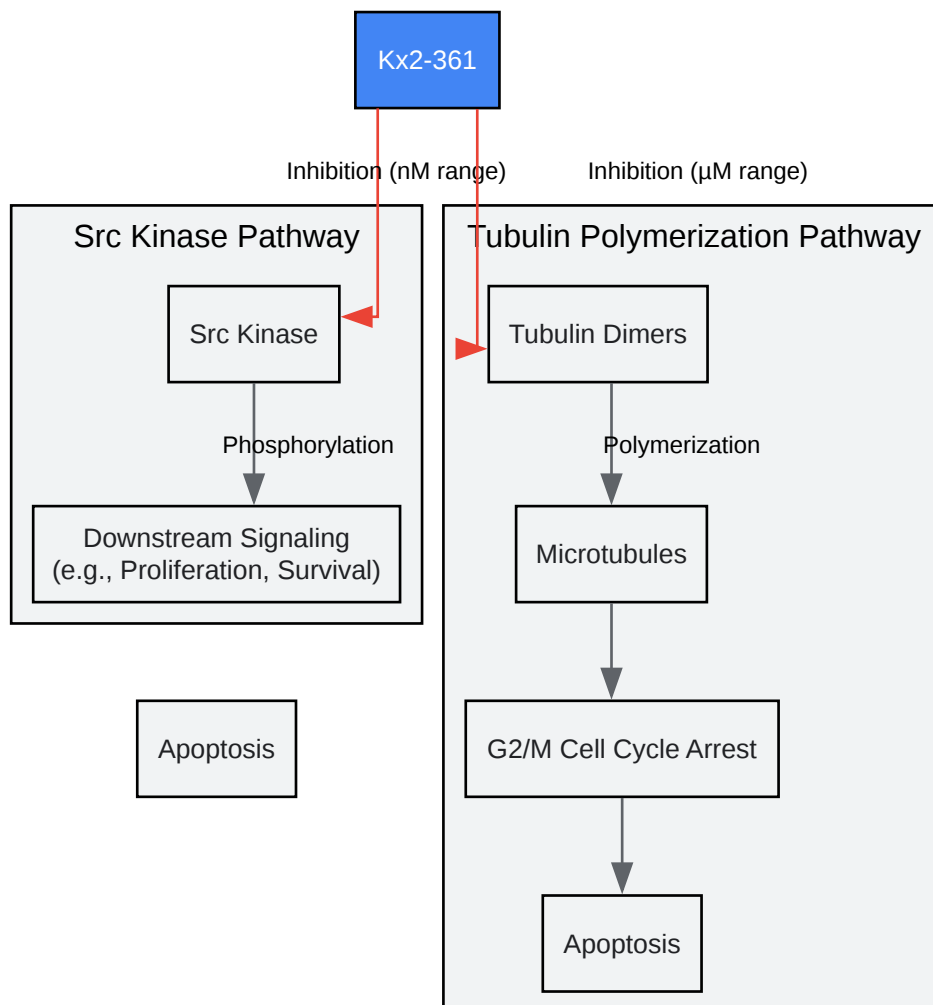 Kx2-361
Inhibition (nM range)
Inhibition (µM range)
Src Kinase Pathway
Src Kinase
Phosphorylation
Downstream Signaling
(e.g., Proliferation, Survival)
Apoptosis
Tubulin Polymerization Pathway
Tubulin Dimers
Polymerization
Microtubules
G2/M Cell Cycle Arrest
Apoptosis